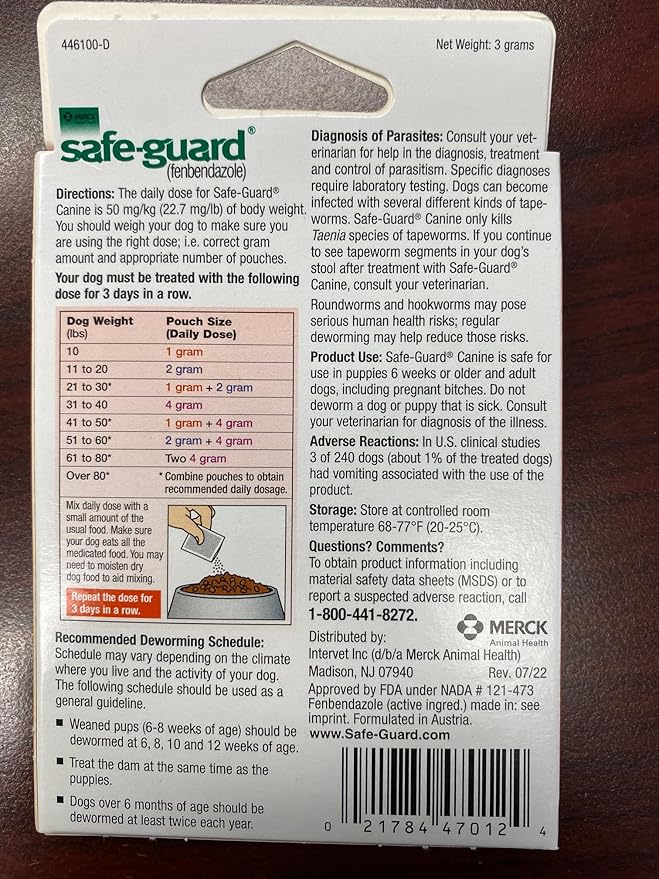 446100-D
Net Weight: 3 grams
MERCK
Animal Health
safe-guard®
(fenbendazole)
Directions: The daily dose for Safe-Guard®
Canine is 50 mg/kg (22.7 mg/lb) of body weight.
You should weigh your dog to make sure you
are using the right dose; i.e. correct gram
amount and appropriate number of pouches.
Your dog must be treated with the following
dose for 3 days in a row.
Dog Weight Pouch Size
(lbs) (Daily Dose)
10 1 gram
11 to 20 2 gram
21 to 30* 1 gram + 2 gram
31 to 40 4 gram
41 to 50* 1 gram + 4 gram
51 to 60* 2 gram + 4 gram
61 to 80* Two 4 gram
Over 80* *Combine pouches to obtain
recommended daily dosage.
Mix daily dose with a
small amount of the
usual food. Make sure
your dog eats all the
medicated food. You may
need to moisten dry
dog food to aid mixing.
Repeat the dose for
3 days in a row.
Recommended Deworming Schedule:
Schedule may vary depending on the climate
where you live and the activity of your dog.
The following schedule should be used as a
general guideline.
■ Weaned pups (6-8 weeks of age) should be
dewormed at 6, 8, 10 and 12 weeks of age.
■ Treat the dam at the same time as the
puppies.
■ Dogs over 6 months of age should be
dewormed at least twice each year.
Diagnosis of Parasites: Consult your vet-
erinarian for help in the diagnosis, treatment
and control of parasitism. Specific diagnoses
require laboratory testing. Dogs can become
infected with several different kinds of tape-
worms. Safe-Guard® Canine only kills
Taenia species of tapeworms. If you continue
to see tapeworm segments in your dog's
stool after treatment with Safe-Guard®
Canine, consult your veterinarian.
Roundworms and hookworms may pose
serious human health risks; regular
deworming may help reduce those risks.
Product Use: Safe-Guard® Canine is safe for
use in puppies 6 weeks or older and adult
dogs, including pregnant bitches. Do not
deworm a dog or puppy that is sick. Consult
your veterinarian for diagnosis of the illness.
Adverse Reactions: In U.S. clinical studies
3 of 240 dogs (about 1% of the treated dogs)
had vomiting associated with the use of the
product.
Storage: Store at controlled room
temperature 68-77°F (20-25°C).
Questions? Comments?
To obtain product information including
material safety data sheets (MSDS) or to
report a suspected adverse reaction, call
1-800-441-8272.
MERCK
Animal Health
Distributed by:
Intervet Inc (d/b/a Merck Animal Health)
Madison, NJ 07940 Rev. 07/22
Approved by FDA under NADA # 121-473
Fenbendazole (active ingred.) made in: see
imprint. Formulated in Austria.
www.Safe-Guard.com
0 21784 47012 4